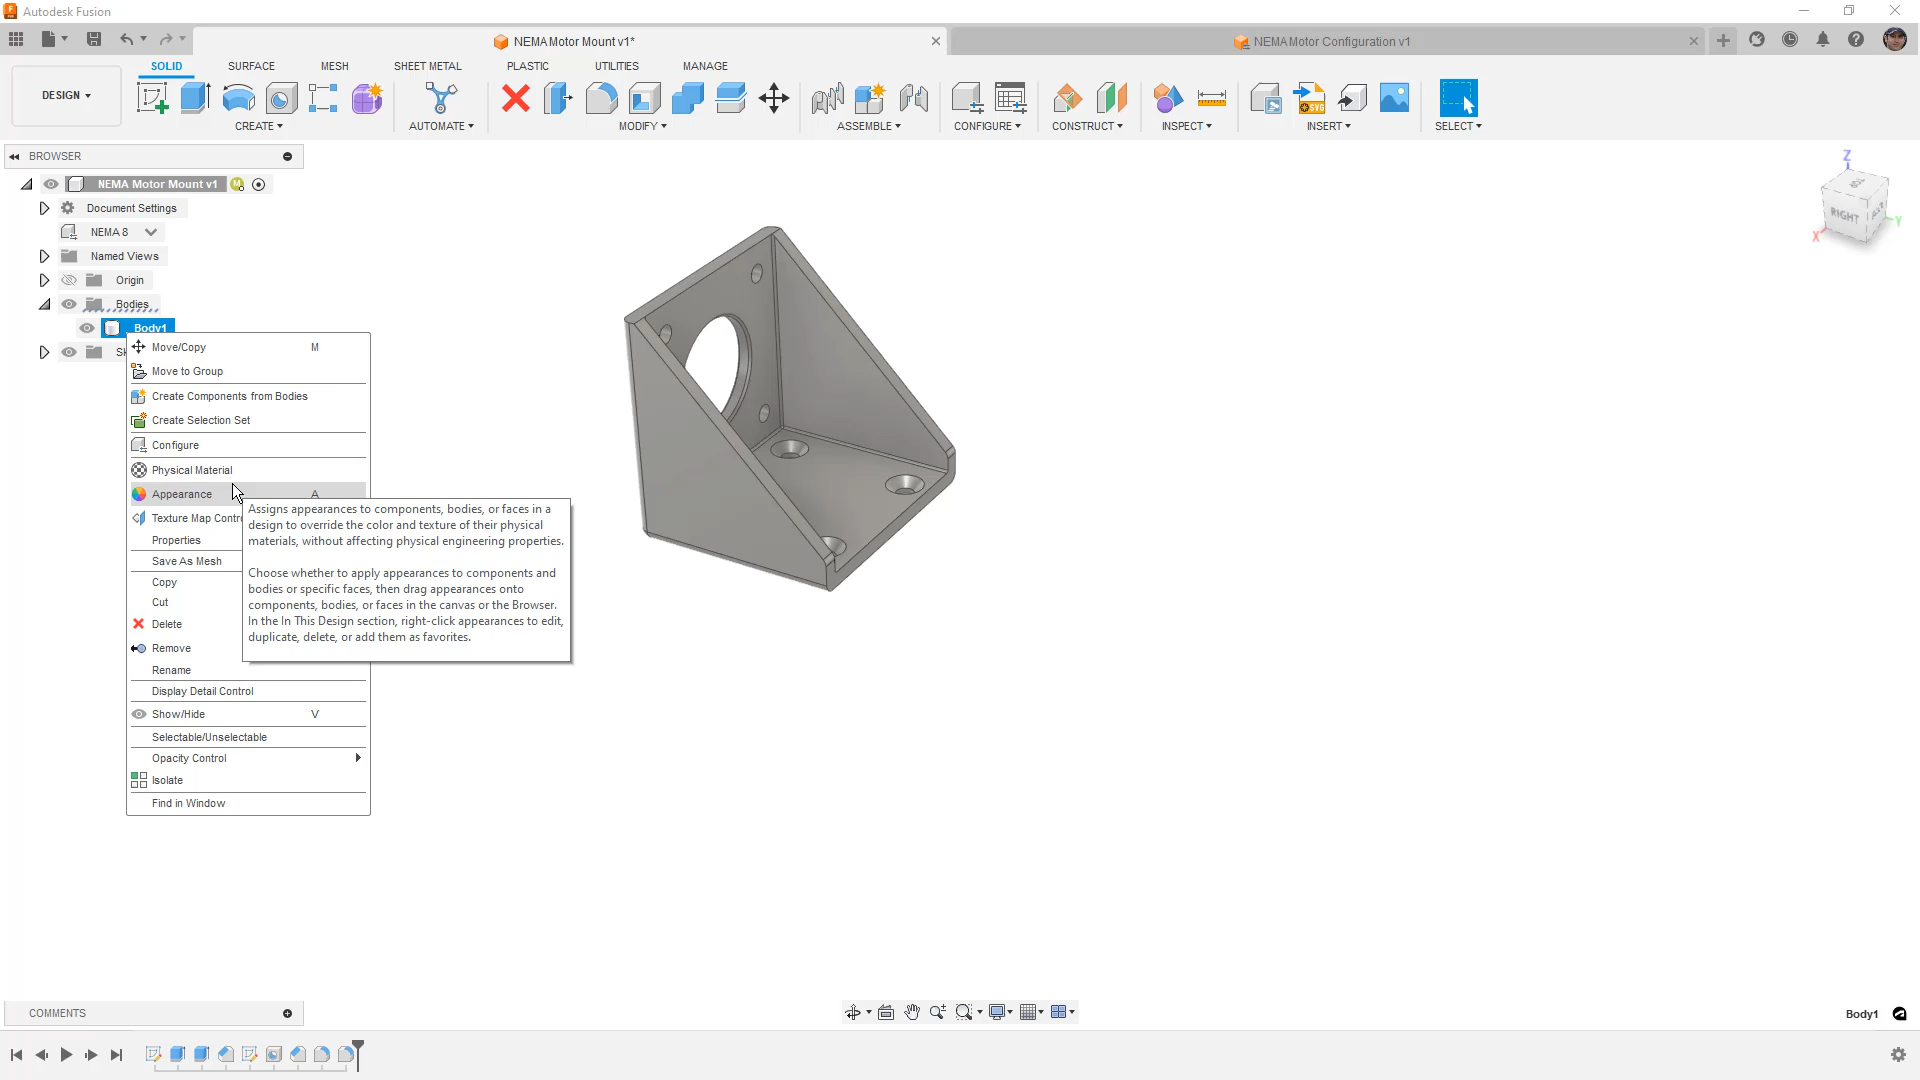 Autodesk Fusion
NEMA Motor Mount v1*
NEMA Motor Configuration v1
DESIGN
SOLID
SURFACE
MESH
SHEET METAL
PLASTIC
UTILITIES
MANAGE
CREATE
AUTOMATE
MODIFY
ASSEMBLE
CONFIGURE
CONSTRUCT
INSPECT
INSERT
SELECT
BROWSER
NEMA Motor Mount v1
Document Settings
NEMA 8
Named Views
Origin
Bodies
Body1
Sk
Move/Copy M
Move to Group
Create Components from Bodies
Create Selection Set
Configure
Physical Material
Appearance A
Texture Map Contr
Properties
Save As Mesh
Copy
Cut
Delete
Remove
Rename
Display Detail Control
Show/Hide V
Selectable/Unselectable
Opacity Control
Isolate
Find in Window
Assigns appearances to components, bodies, or faces in a
design to override the color and texture of their physical
materials, without affecting physical engineering properties.
Choose whether to apply appearances to components and
bodies or specific faces, then drag appearances onto
components, bodies, or faces in the canvas or the Browser.
In the In This Design section, right-click appearances to edit,
duplicate, delete, or add them as favorites.
Z
RIGHT
Y
X
COMMENTS
Body1